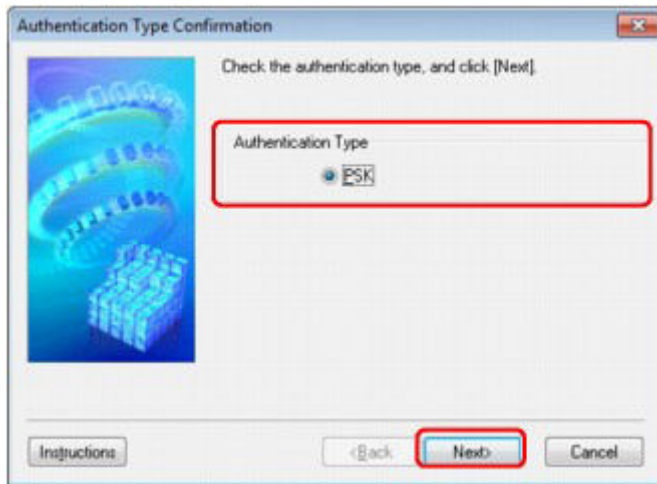 Authentication Type Confirmation
Check the authentication type, and click [Next].
Authentication Type
PSK
Instructions
<Back
Next>
Cancel